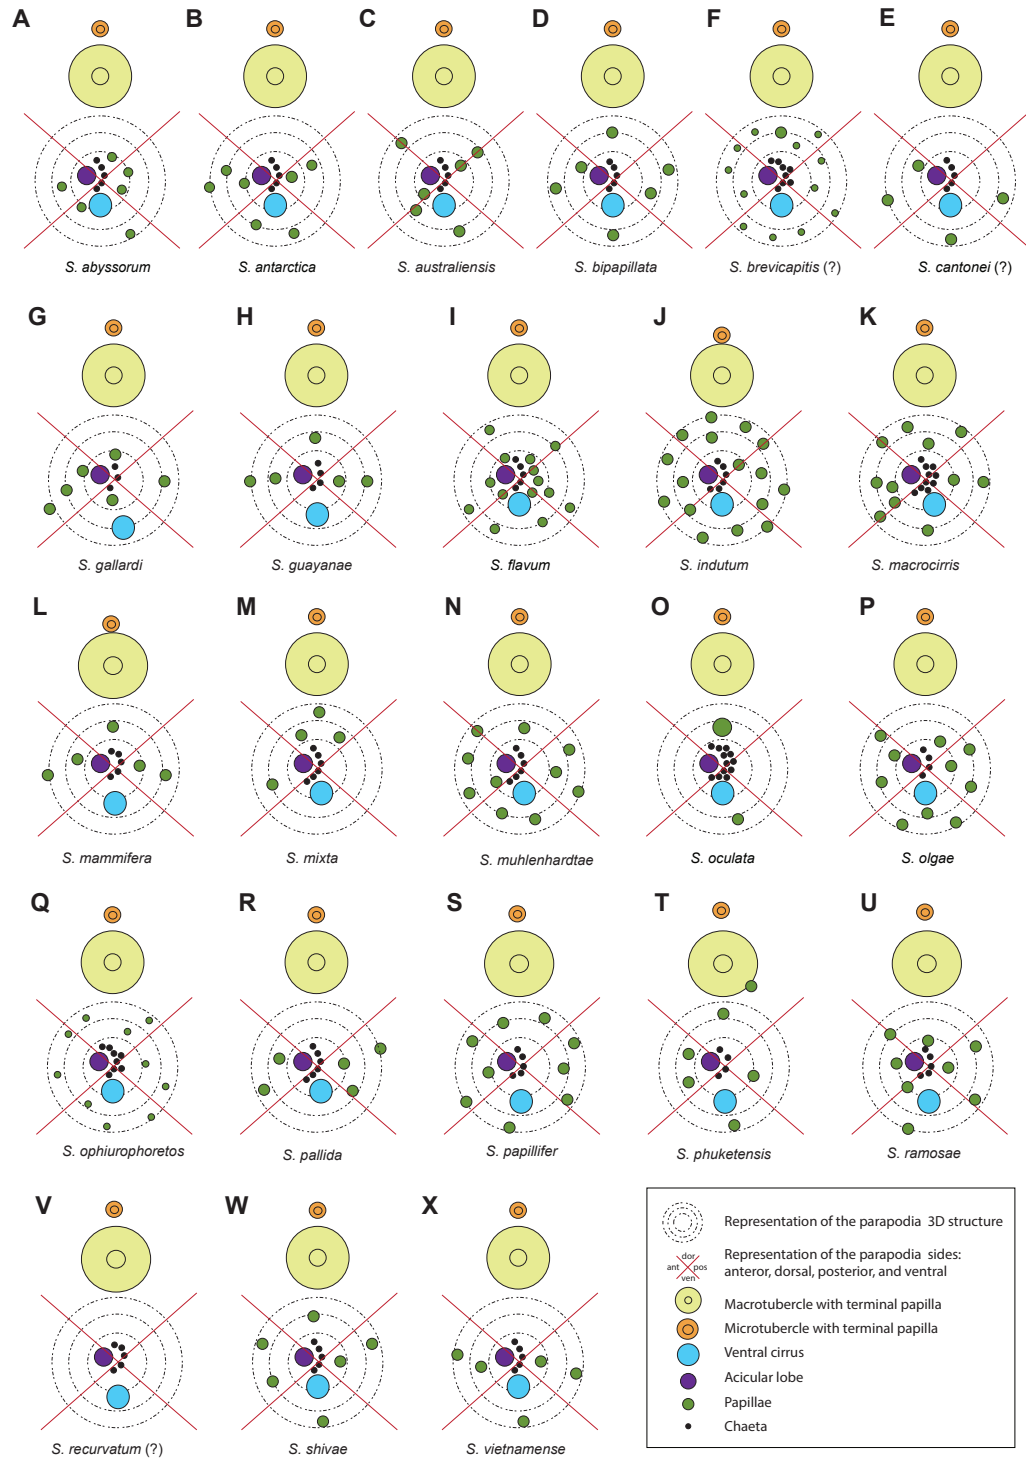 A B C D F E
S. abyssorum S. antarctica S. australiensis S. bipapillata S. brevicapitis (?) S. cantonei (?)
G H I J K
S. gallardi S. guayanae S. flavum S. indutum S. macrocirris
L M N O P
S. mammifera S. mixta S. muhlenhardtae S. oculata S. olgae
Q R S T U
S. ophiurophoretos S. pallida S. papillifer S. phuketensis S. ramosae
V W X
S. recurvatum (?) S. shivae S. vietnamense
Representation of the parapodia 3D structure
dor
ant pos
ven
Representation of the parapodia sides:
anteror, dorsal, posterior, and ventral
Macrotubercle with terminal papilla
Microtubercle with terminal papilla
Ventral cirrus
Acicular lobe
Papillae
Chaeta